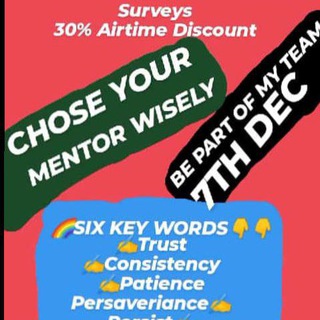 Surveys
30% Airtime Discount
CHOSE YOUR
MENTOR WISELY
BE PART OF MY TEAM
7TH DEC
🌈SIX KEY WORDS👇👇
✍Trust
✍Consistency
✍Patience
Persaveriance✍